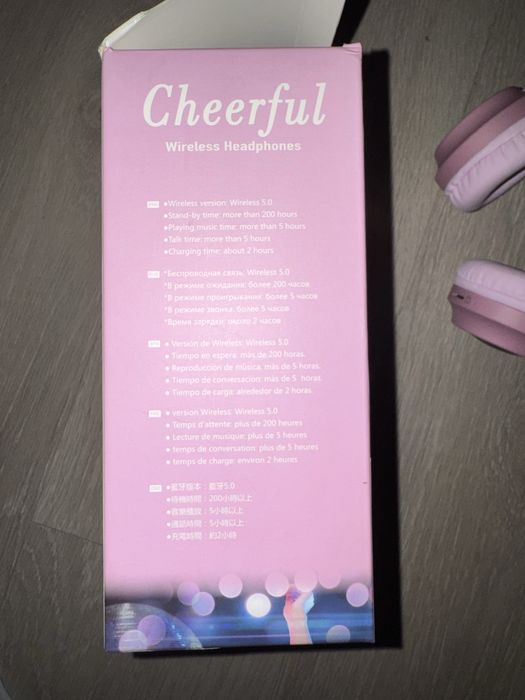 Cheerful
Wireless Headphones
●Wireless version: Wireless 5.0
●Stand-by time: more than 200 hours
●Playing music time: more than 5 hours
●Talk time: more than 5 hours
●Charging time: about 2 hours
*Беспроводная связь: Wireless 5.0
*В режиме ожидания: более 200 часов
*В режиме проигрывания: более 5 часов
*В режиме звонка: более 5 часов
*Время зарядки: около 2 часов
● Versión de Wireless: Wireless 5.0
● Tiempo en espera: más de 200 horas.
● Reproducción de música, más de 5 horas.
● Tiempo de conversación: más de 5 horas
● Tiempo de carga: alrededor de 2 horas.
● version Wireless: Wireless 5.0
● Temps d'attente: plus de 200 heures
● Lecture de musique: plus de 5 heures
● temps de conversation: plus de 5 heures
● temps de charge: environ 2 heures
●藍牙版本：藍牙5.0
●待機時間：200小時以上
●音樂播放：5小時以上
●通話時間：5小時以上
●充電時間：約2小時